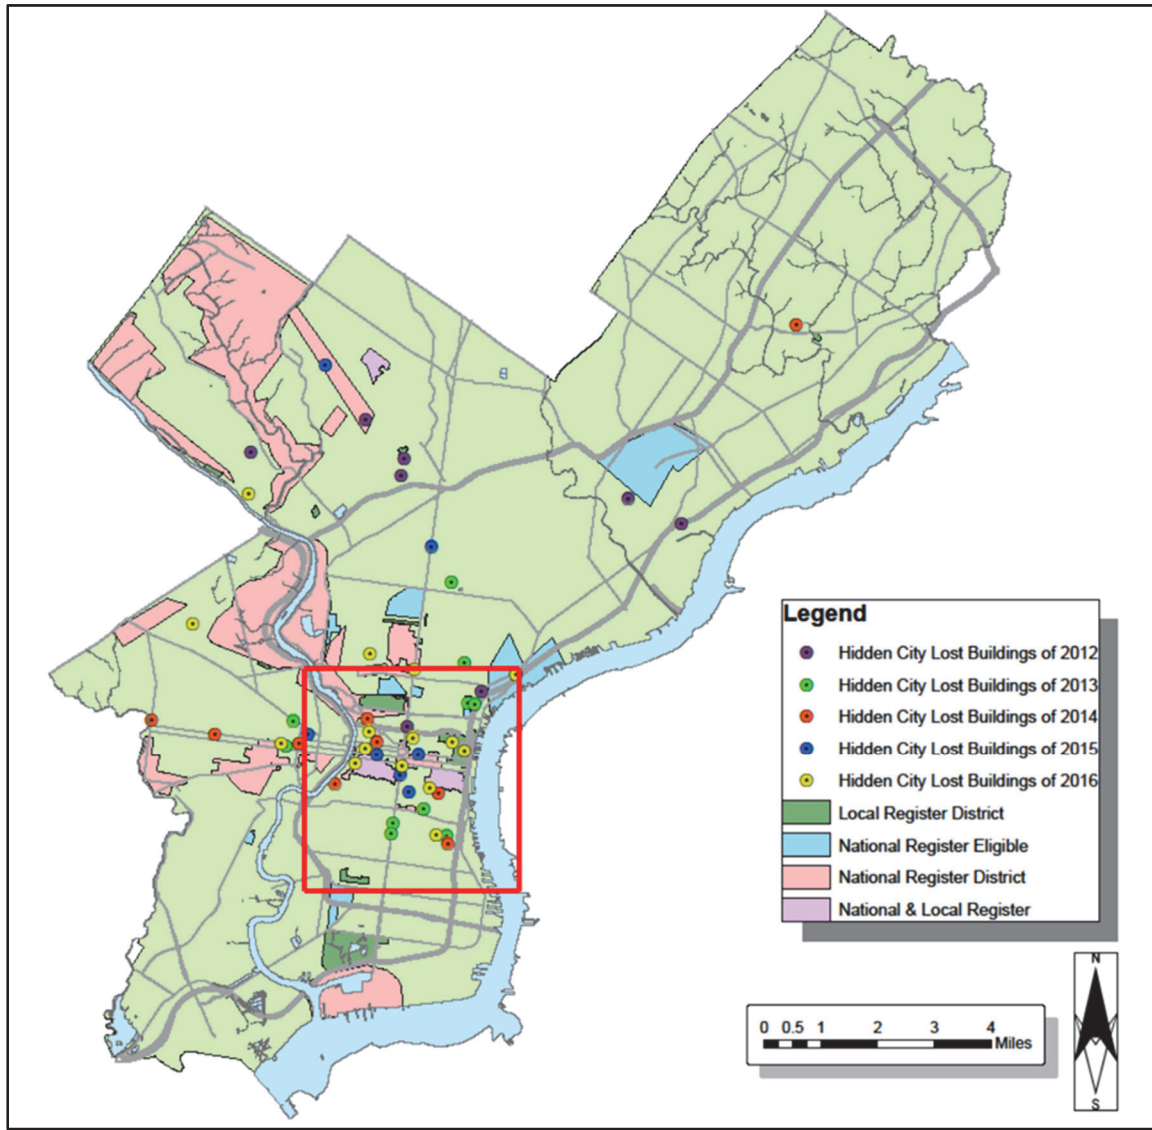 Legend
Hidden City Lost Buildings of 2012
Hidden City Lost Buildings of 2013
Hidden City Lost Buildings of 2014
Hidden City Lost Buildings of 2015
Hidden City Lost Buildings of 2016
Local Register District
National Register Eligible
National Register District
National & Local Register
0 0.5 1 2 3 4
Miles
N
S